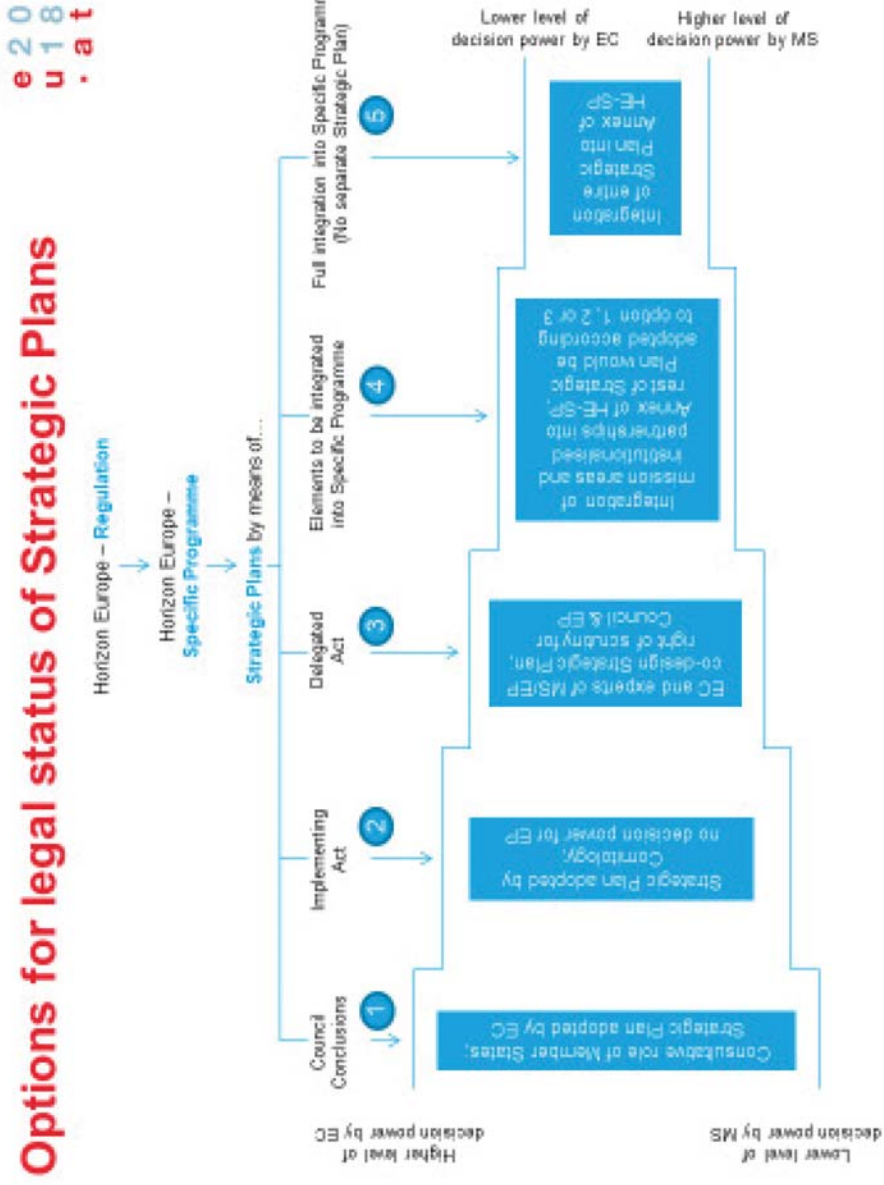 Options for legal status of Strategic Plans
e20
u18
.at
Horizon Europe – Regulation
Horizon Europe –
Specific Programme
Strategic Plans by means of…
Council
Conclusions
1
Implementing
Act
2
Delegated
Act
3
Elements to be integrated
into Specific Programme
4
Full integration into Specific
(No separate Strategic Plan)
5
Higher level of
decision power by EC
Lower level of
decision power by EC
Consultative role of Member States;
Strategic Plan adopted by EC
Strategic Plan adopted by
Comitology;
no decision power for EP
EC and experts of MS/EP
co-design Strategic Plan;
right of scrutiny for
Council & EP
Integration of
mission areas and
institutionalised
partnerships into
Annex of HE-SP;
rest of Strategic
Plan would be
adopted according
to option 1, 2 or 3
Integration
of entire
Strategic
Plan into
Annex of
HE-SP
Lower level of
decision power by MS
Higher level of
decision power by MS